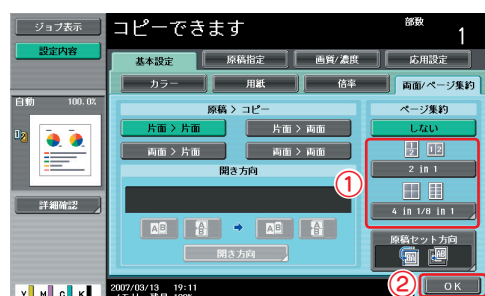 ジョブ表示
コピーできます
部数
1
設定内容
基本設定
原稿指定
画質/濃度
応用設定
カラー
用紙
倍率
両面/ページ集約
自動 100.0%
原稿 > コピー
ページ集約
片面 > 片面
片面 > 両面
しない
両面 > 片面
両面 > 両面
2 in 1
開き方向
①
4 in 1/8 in 1
詳細確認
原稿セット方向
開き方向
②
OK
2007/03/13 19:11
Y M C K